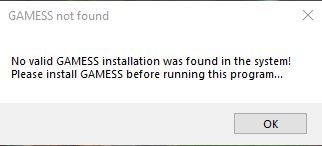 GAMESS not found
No valid GAMESS installation was found in the system!
Please install GAMESS before running this program...
OK